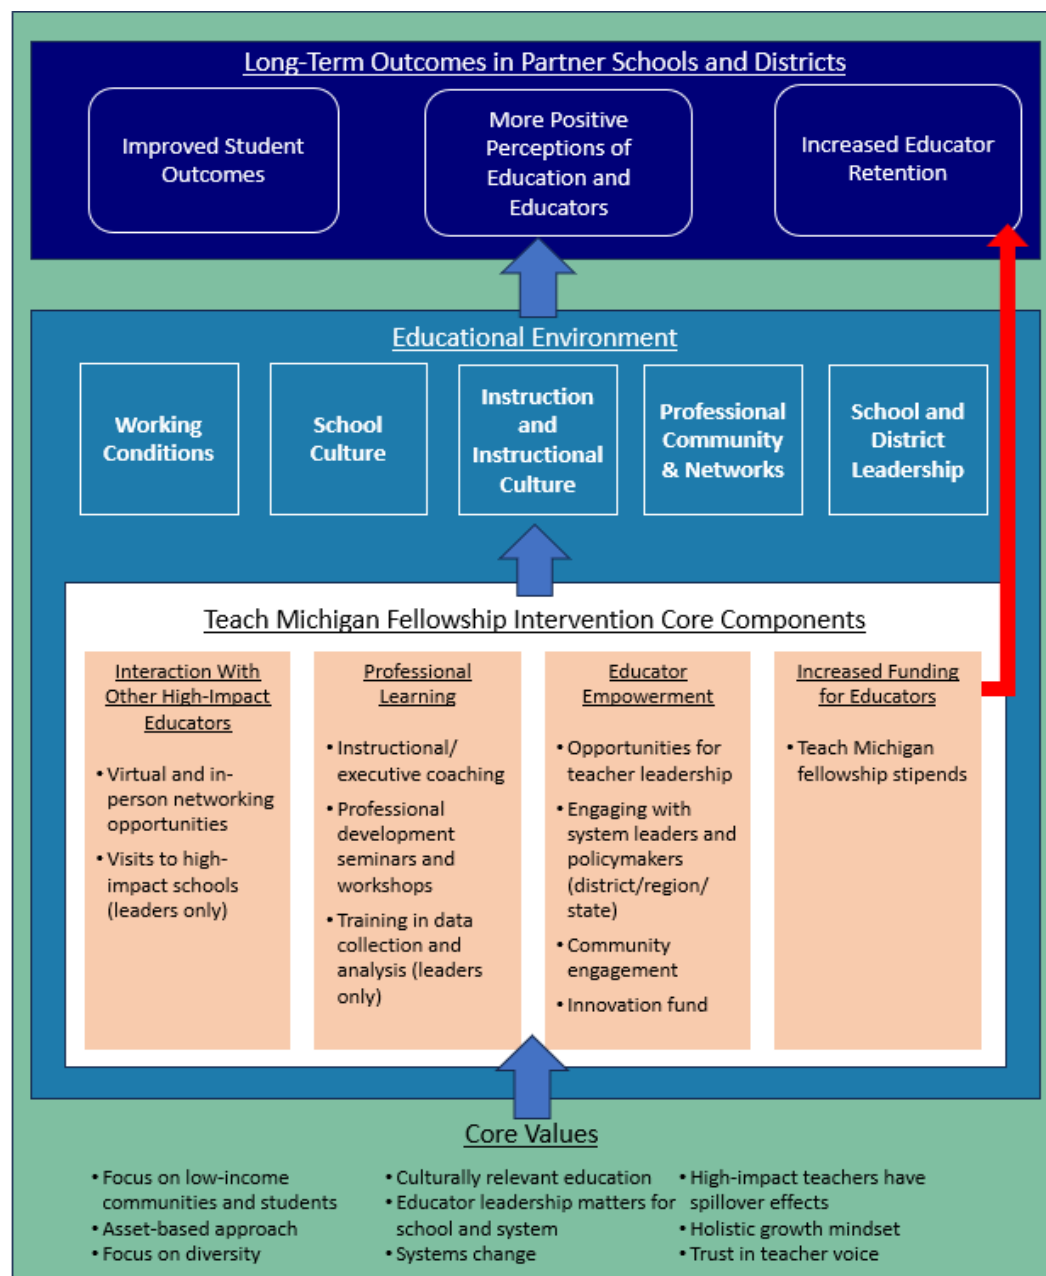 Long-Term Outcomes in Partner Schools and Districts
Improved Student
Outcomes
More Positive
Perceptions of
Education and
Educators
Increased Educator
Retention
Educational Environment
Working
Conditions
School
Culture
Instruction
and
Instructional
Culture
Professional
Community
& Networks
School and
District
Leadership
Teach Michigan Fellowship Intervention Core Components
Interaction With
Other High-Impact
Educators
• Virtual and in-
person networking
opportunities
• Visits to high-
impact schools
(leaders only)
Professional
Learning
• Instructional/
executive coaching
• Professional
development
seminars and
workshops
• Training in data
collection and
analysis (leaders
only)
Educator
Empowerment
• Opportunities for
teacher leadership
• Engaging with
system leaders and
policymakers
(district/region/
state)
• Community
engagement
• Innovation fund
Increased Funding
for Educators
• Teach Michigan
fellowship stipends
Core Values
• Focus on low-income
communities and students
• Asset-based approach
• Focus on diversity
• Culturally relevant education
• Educator leadership matters for
school and system
• Systems change
• High-impact teachers have
spillover effects
• Holistic growth mindset
• Trust in teacher voice